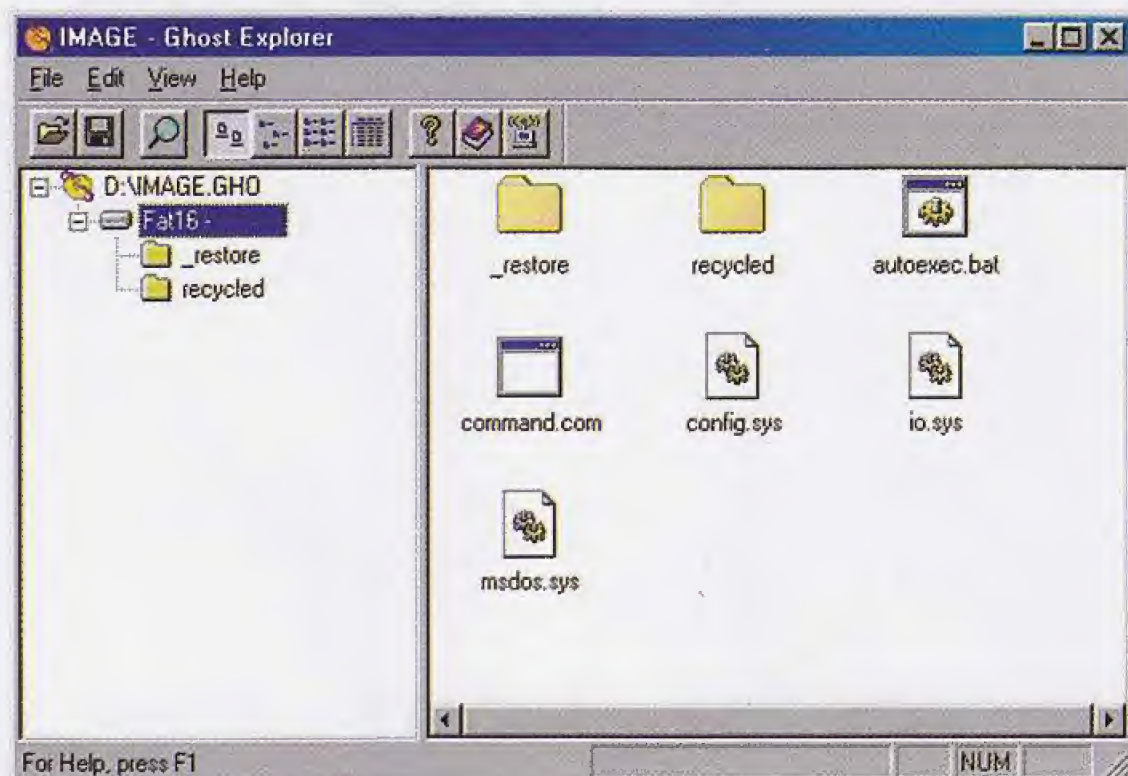 IMAGE - Ghost Explorer
File Edit View Help
D:\IMAGE.GHO
Fat16 -
_restore
recycled
_restore recycled autoexec.bat
command.com config.sys io.sys
msdos.sys
For Help, press F1 NUM